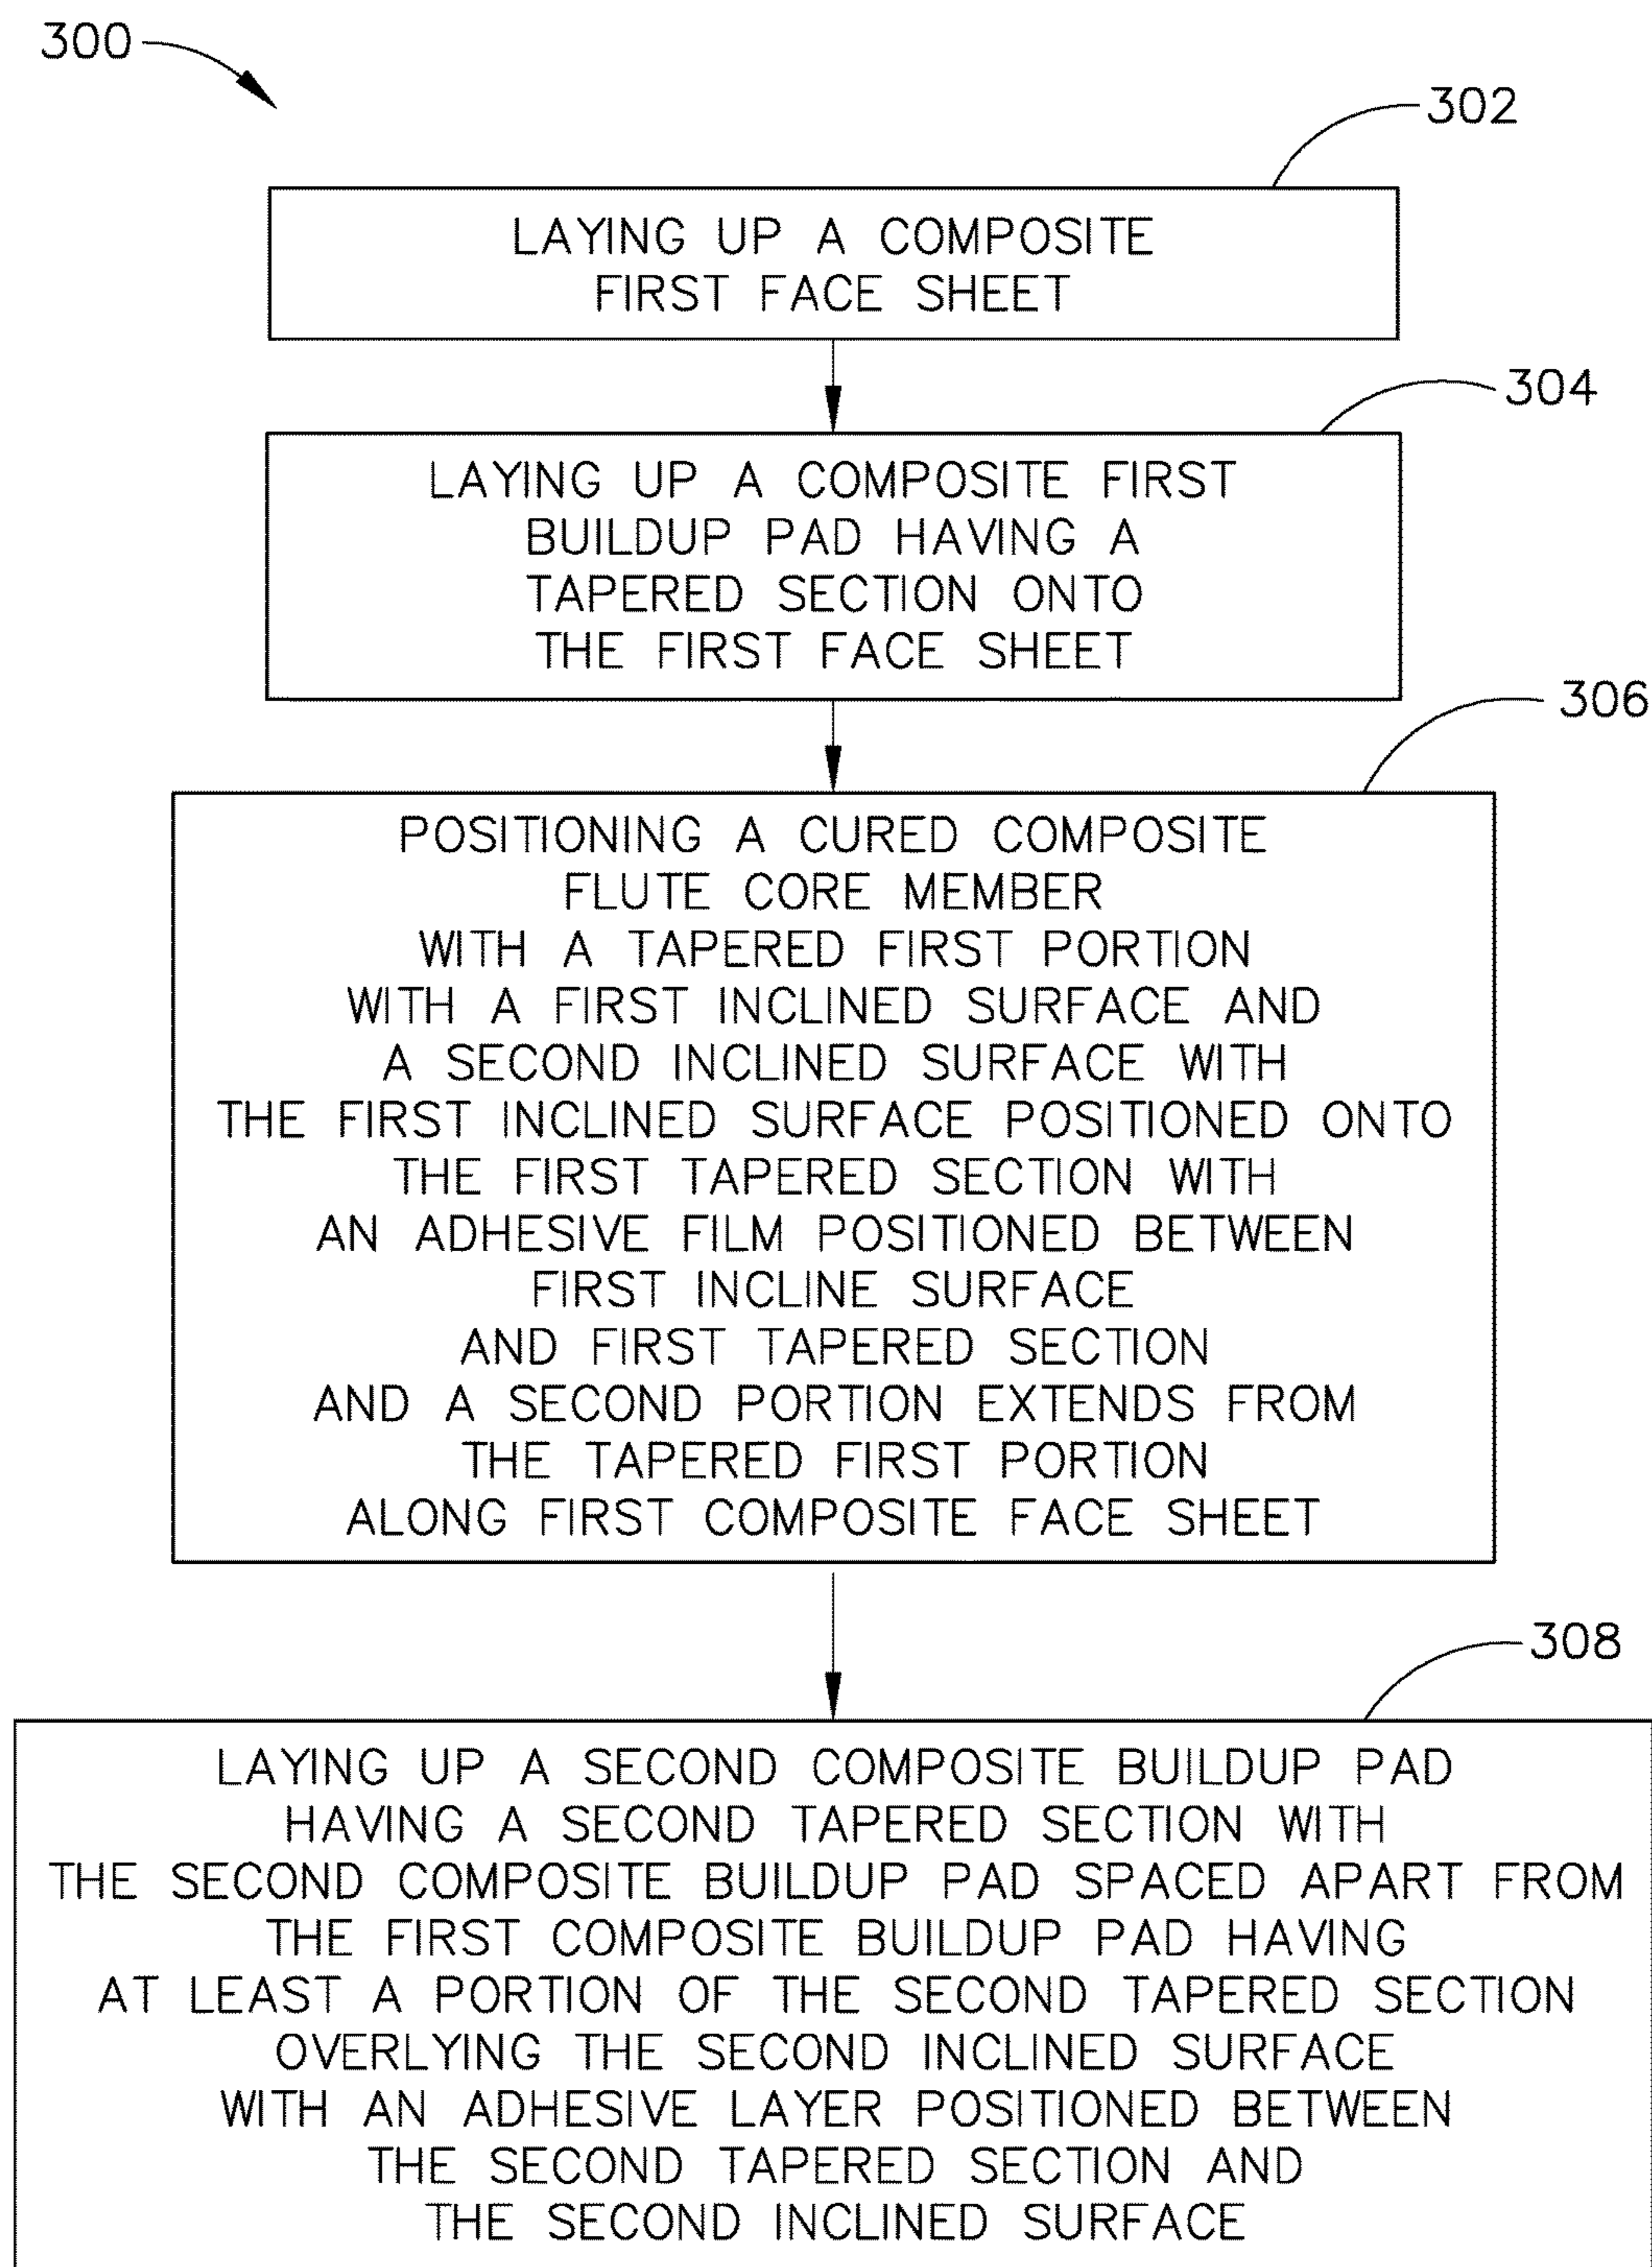 300
302
LAYING UP A COMPOSITE
FIRST FACE SHEET
304
LAYING UP A COMPOSITE FIRST
BUILDUP PAD HAVING A
TAPERED SECTION ONTO
THE FIRST FACE SHEET
306
POSITIONING A CURED COMPOSITE
FLUTE CORE MEMBER
WITH A TAPERED FIRST PORTION
WITH A FIRST INCLINED SURFACE AND
A SECOND INCLINED SURFACE WITH
THE FIRST INCLINED SURFACE POSITIONED ONTO
THE FIRST TAPERED SECTION WITH
AN ADHESIVE FILM POSITIONED BETWEEN
FIRST INCLINE SURFACE
AND FIRST TAPERED SECTION
AND A SECOND PORTION EXTENDS FROM
THE TAPERED FIRST PORTION
ALONG FIRST COMPOSITE FACE SHEET
308
LAYING UP A SECOND COMPOSITE BUILDUP PAD
HAVING A SECOND TAPERED SECTION WITH
THE SECOND COMPOSITE BUILDUP PAD SPACED APART FROM
THE FIRST COMPOSITE BUILDUP PAD HAVING
AT LEAST A PORTION OF THE SECOND TAPERED SECTION
OVERLYING THE SECOND INCLINED SURFACE
WITH AN ADHESIVE LAYER POSITIONED BETWEEN
THE SECOND TAPERED SECTION AND
THE SECOND INCLINED SURFACE